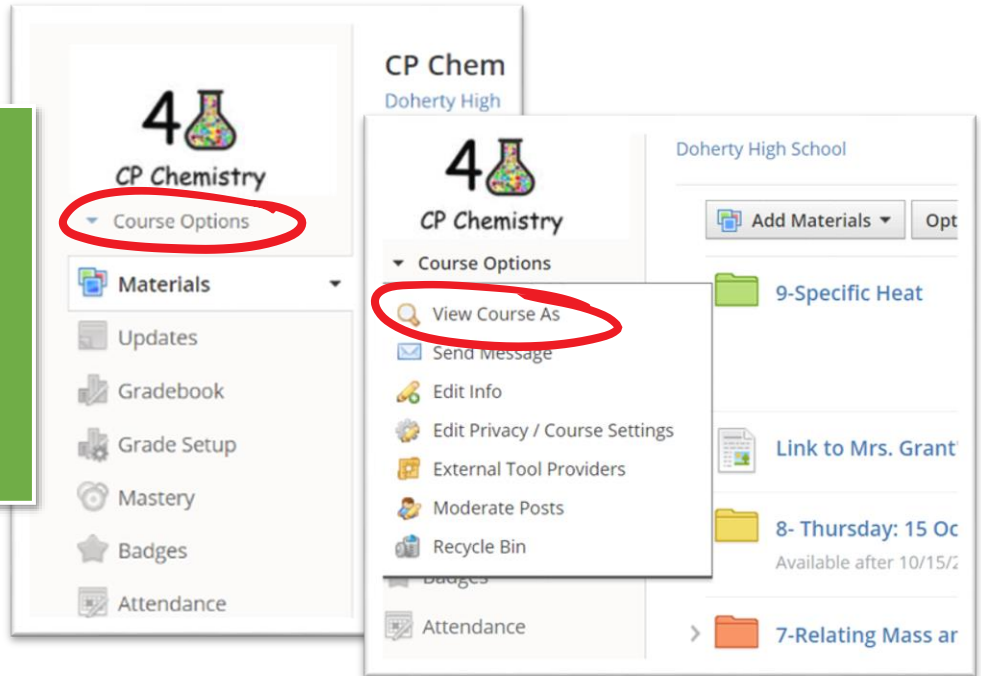 4
CP Chemistry
Course Options
Materials
Updates
Gradebook
Grade Setup
Mastery
Badges
Attendance
CP Chem
Doherty High
4
CP Chemistry
Course Options
View Course As
Send Message
Edit Info
Edit Privacy / Course Settings
External Tool Providers
Moderate Posts
Recycle Bin
Badges
Attendance
Doherty High School
Add Materials
Opt
9-Specific Heat
Link to Mrs. Grant'
8- Thursday: 15 Oc
Available after 10/15/2
7-Relating Mass ar